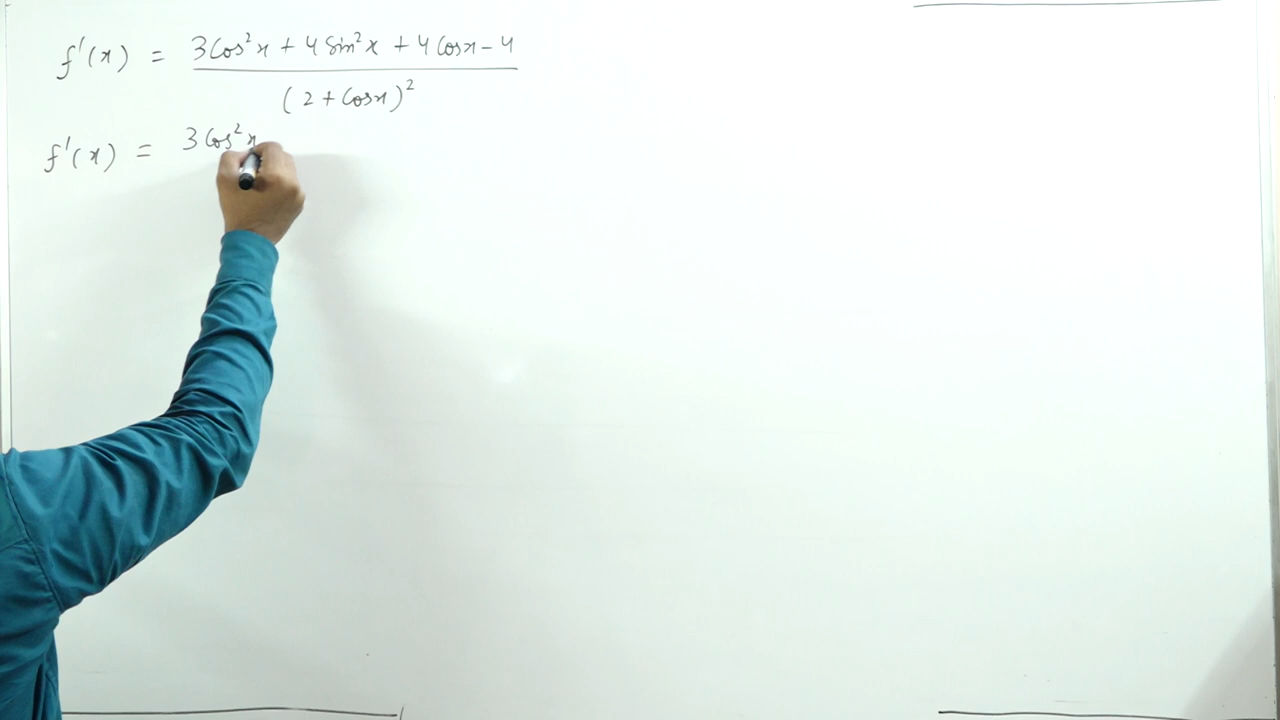 f'(x) = 3Cos²x + 4Sin²x + 4Cosx - 4
(2 + Cosx)²
f'(x) = 3Cos²x